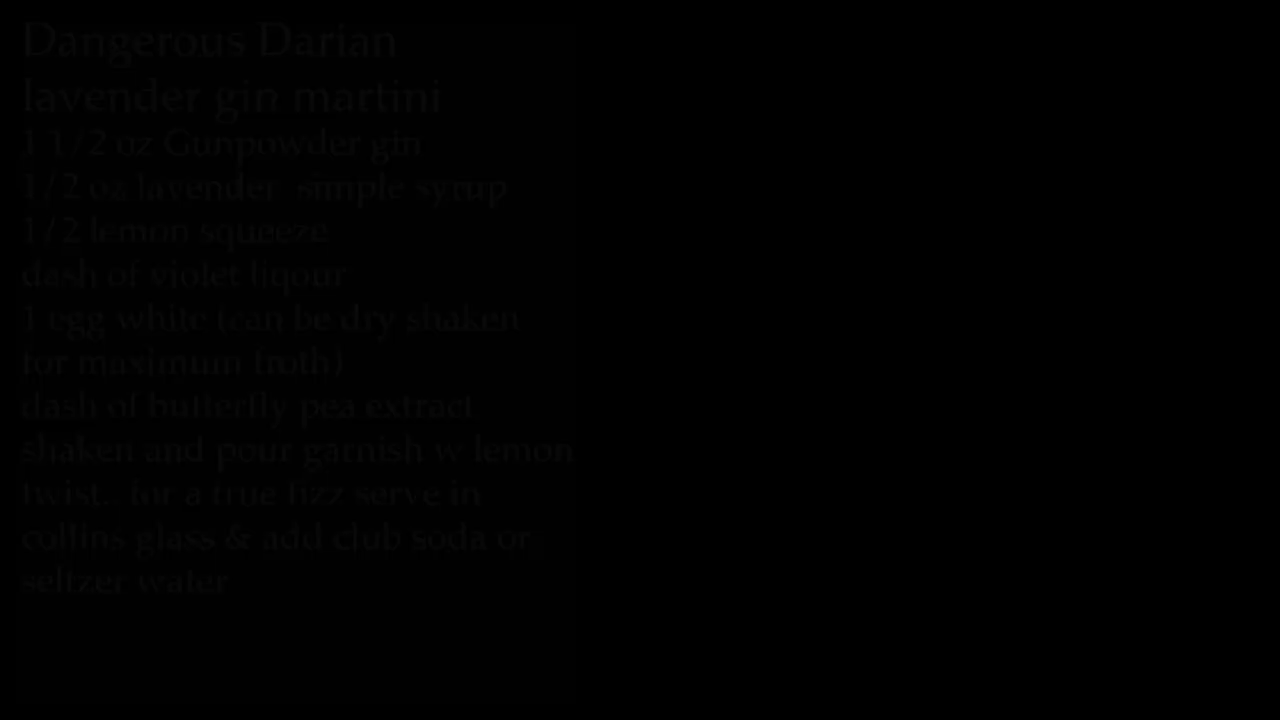 Dangerous Darian
lavender gin martini
1 1/2 oz Gunpowder gin
1/2 oz lavender simple syrup
1/2 lemon squeeze
dash of violet liqour
1 egg white (can be dry shaken
for maximum froth)
dash of butterfly pea extract
shaken and pour garnish w lemon
twist.. for a true fizz serve in
collins glass & add club soda or
seltzer water